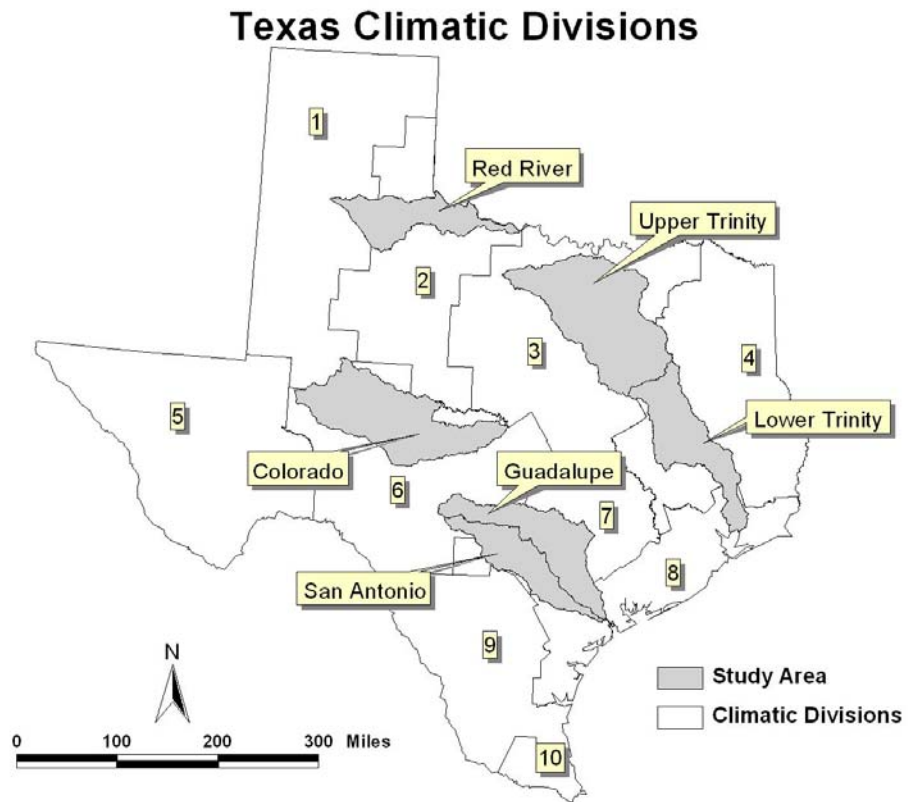 Texas Climatic Divisions
1
Red River
Upper Trinity
2
3
4
5
Lower Trinity
Colorado
Guadalupe
6
7
San Antonio
8
9
N
Study Area
Climatic Divisions
0 100 200 300 Miles
10